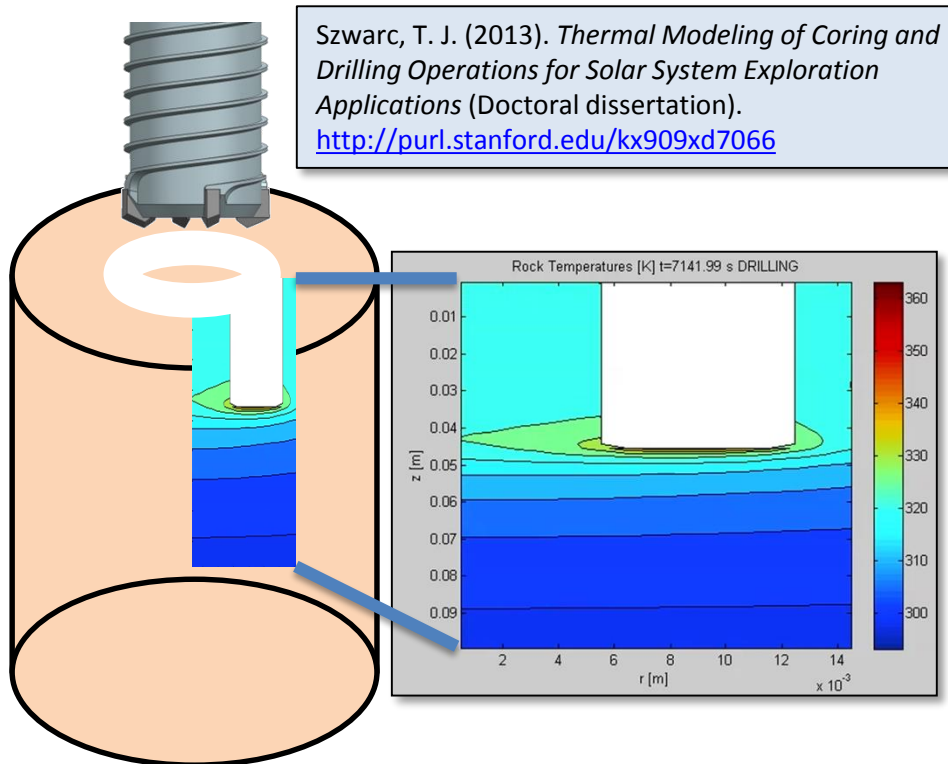 Szwarc, T. J. (2013). Thermal Modeling of Coring and
Drilling Operations for Solar System Exploration
Applications (Doctoral dissertation).
http://purl.stanford.edu/kx909xd7066
Rock Temperatures [K] t=7141.99 s DRILLING
0.01
0.02
0.03
0.04
0.05
0.06
0.07
0.08
0.09
z [m]
2 4 6 8 10 12 14
r [m]
x 10⁻³
360
350
340
330
320
310
300